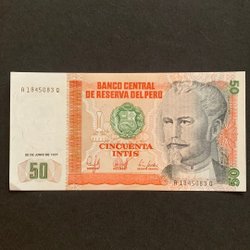 A 1845083 Q
BANCO CENTRAL
DE RESERVA DEL PERU
50
CINCUENTA
INTIS
50
A 1845083 Q